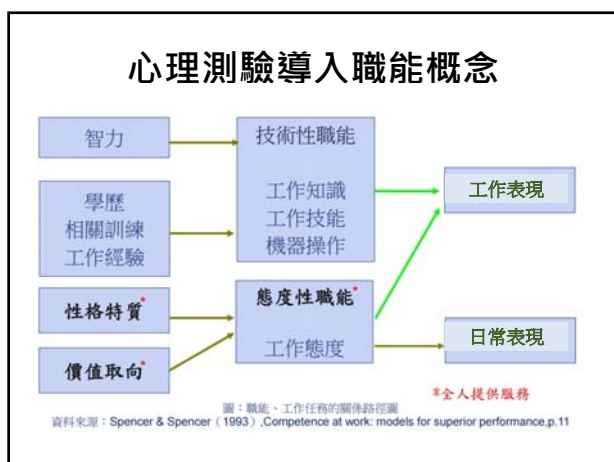 心理測驗導入職能概念
智力
學歷
相關訓練
工作經驗
性格特質*
價值取向*
技術性職能
工作知識
工作技能
機器操作
態度性職能*
工作態度
工作表現
日常表現
*全人提供服務
圖：職能、工作任務的關係路徑圖
資料來源：Spencer & Spencer（1993）,Competence at work: models for superior performance,p.11